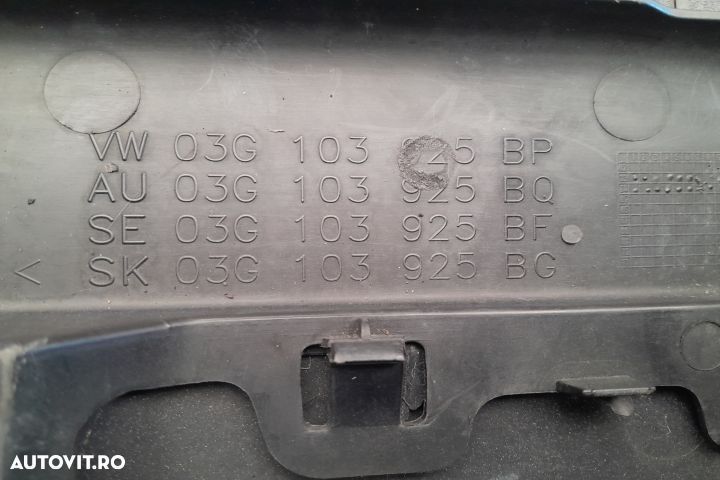 VW 03G 103 925 BP
AU 03G 103 925 BQ
SE 03G 103 925 BF
< SK 03G 103 925 BG
AUTOVIT.RO